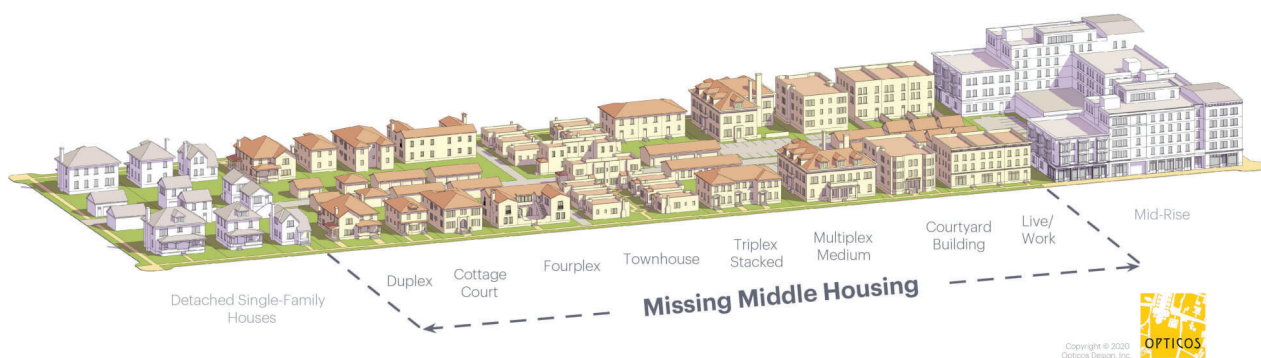 Detached Single-Family
Houses
Duplex
Cottage
Court
Fourplex
Townhouse
Triplex
Stacked
Multiplex
Medium
Courtyard
Building
Live/
Work
Mid-Rise
Missing Middle Housing
Copyright © 2020
Opticos Design, Inc.
OPTICOS